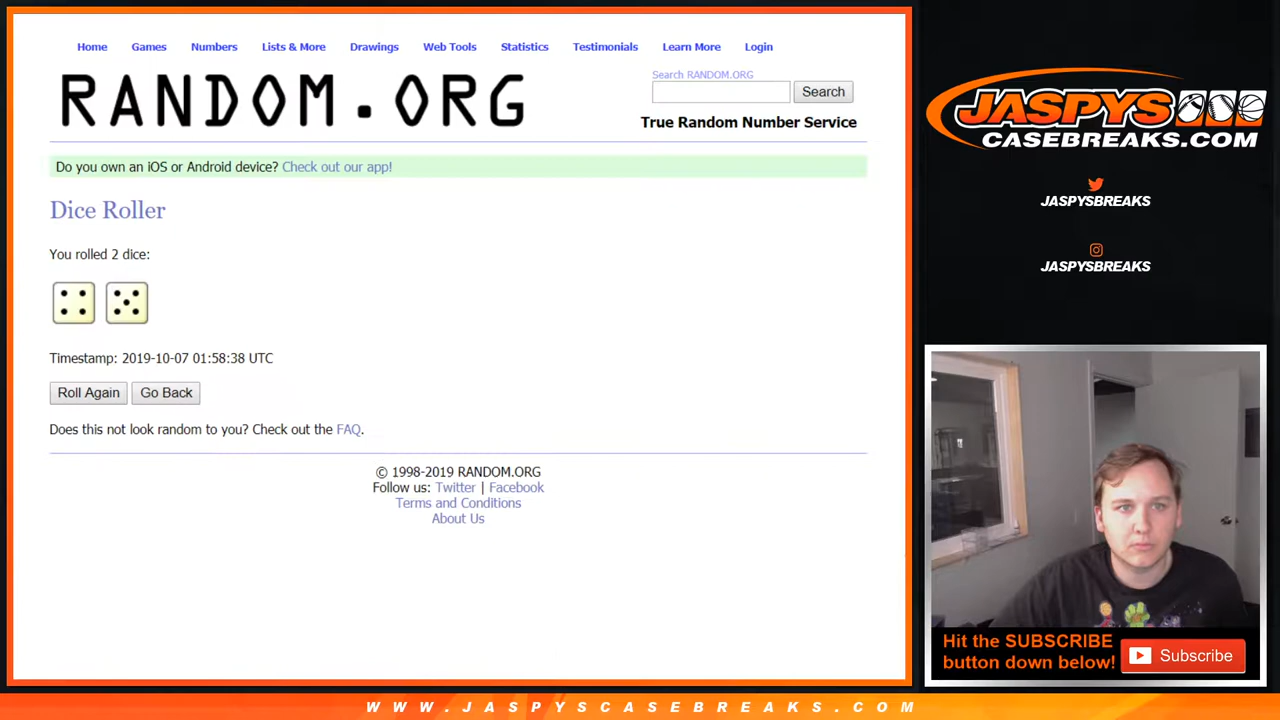 Home Games Numbers Lists & More Drawings Web Tools Statistics Testimonials Learn More Login
RANDOM.ORG
Search RANDOM.ORG
Search
True Random Number Service
Do you own an iOS or Android device? Check out our app!
Dice Roller
You rolled 2 dice:
Timestamp: 2019-10-07 01:58:38 UTC
Roll Again Go Back
Does this not look random to you? Check out the FAQ.
© 1998-2019 RANDOM.ORG
Follow us: Twitter | Facebook
Terms and Conditions
About Us
JASPYS
CASEBREAKS.COM
JASPYSBREAKS
JASPYSBREAKS
Hit the SUBSCRIBE
button down below!
Subscribe
WWW.JASPYSCASEBREAKS.COM